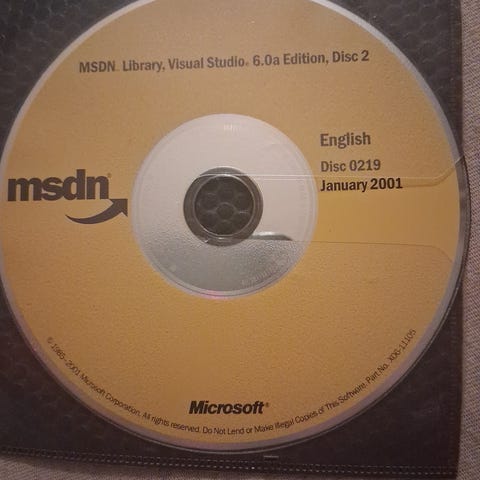 MSDN Library, Visual Studio® 6.0a Edition, Disc 2
English
Disc 0219
January 2001
msdn®
Microsoft®
© 1985-2001 Microsoft Corporation. All rights reserved. Do Not Lend or Make Illegal Copies of This Software. Part No. X06-11105